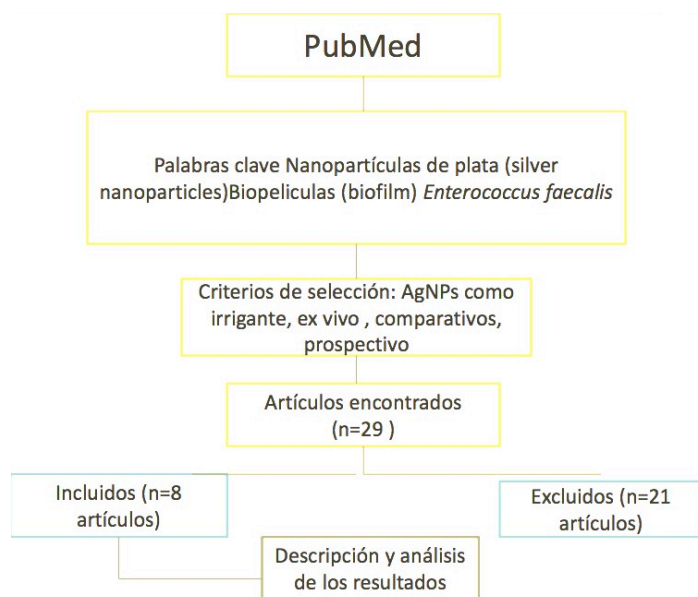 PubMed
Palabras clave Nanopartículas de plata (silver
nanoparticles)Biopeliculas (biofilm) Enterococcus faecalis
Criterios de selección: AgNPs como
irrigante, ex vivo , comparativos,
prospectivo
Artículos encontrados
(n=29 )
Incluidos (n=8
artículos)
Excluidos (n=21
artículos)
Descripción y análisis
de los resultados